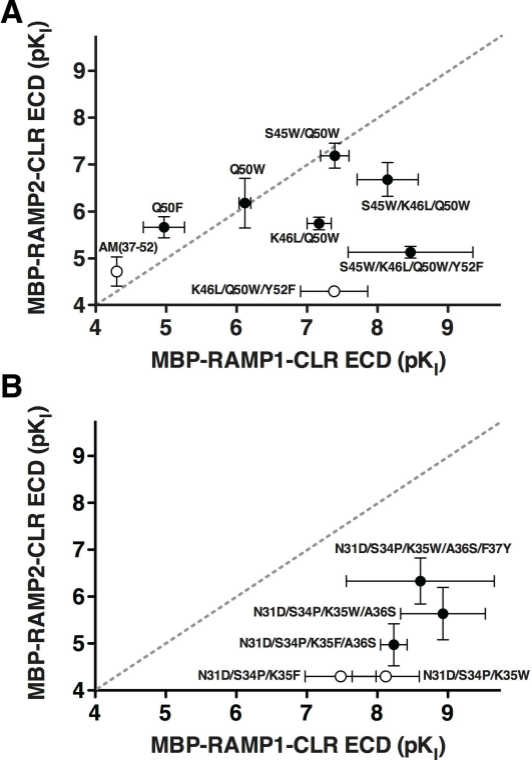 A
MBP-RAMP2-CLR ECD (pKI)
9
8
7
6
5
4
S45W/Q50W
Q50W
S45W/K46L/Q50W
Q50F
K46L/Q50W
AM(37-52)
S45W/K46L/Q50W/Y52F
K46L/Q50W/Y52F
4 5 6 7 8 9
MBP-RAMP1-CLR ECD (pKI)
B
MBP-RAMP2-CLR ECD (pKI)
9
8
7
6
5
4
N31D/S34P/K35W/A36S/F37Y
N31D/S34P/K35W/A36S
N31D/S34P/K35F/A36S
N31D/S34P/K35F N31D/S34P/K35W
4 5 6 7 8 9
MBP-RAMP1-CLR ECD (pKI)